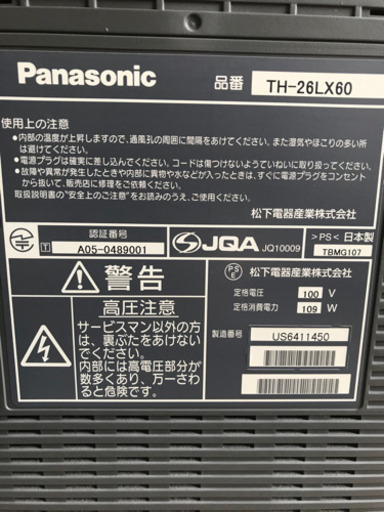 Panasonic
品番 TH-26LX60
使用上の注意
●内部の温度が上昇しますので、通風孔の周囲に間隔をあけてください。また湿気やほこりの多い所
は避けてください。
●電源プラグは確実に差し込んでください。コードは傷つけないようていねいに取り扱ってください。
●故障や異常が発生したときや内部に異物や水などが入ったときは、すぐに電源プラグをコンセント
から抜いて、販売店に修理をご依頼ください。
取扱説明書の"安全上のご注意"をお読みのうえ、ご使用ください。
松下電器産業株式会社
認証番号
T A05-0489001
JQA JQ10009
>PS< 日本製
TBMG107
警告
高圧注意
サービスマン以外の方
は、裏ぶたをあけない
でください。
内部には高電圧部分が
数多くあり、万一さわ
ると危険です。
PS
E
松下電器産業株式会社
定格電圧 100 V
定格消費電力 109 W
製造番号 US6411450